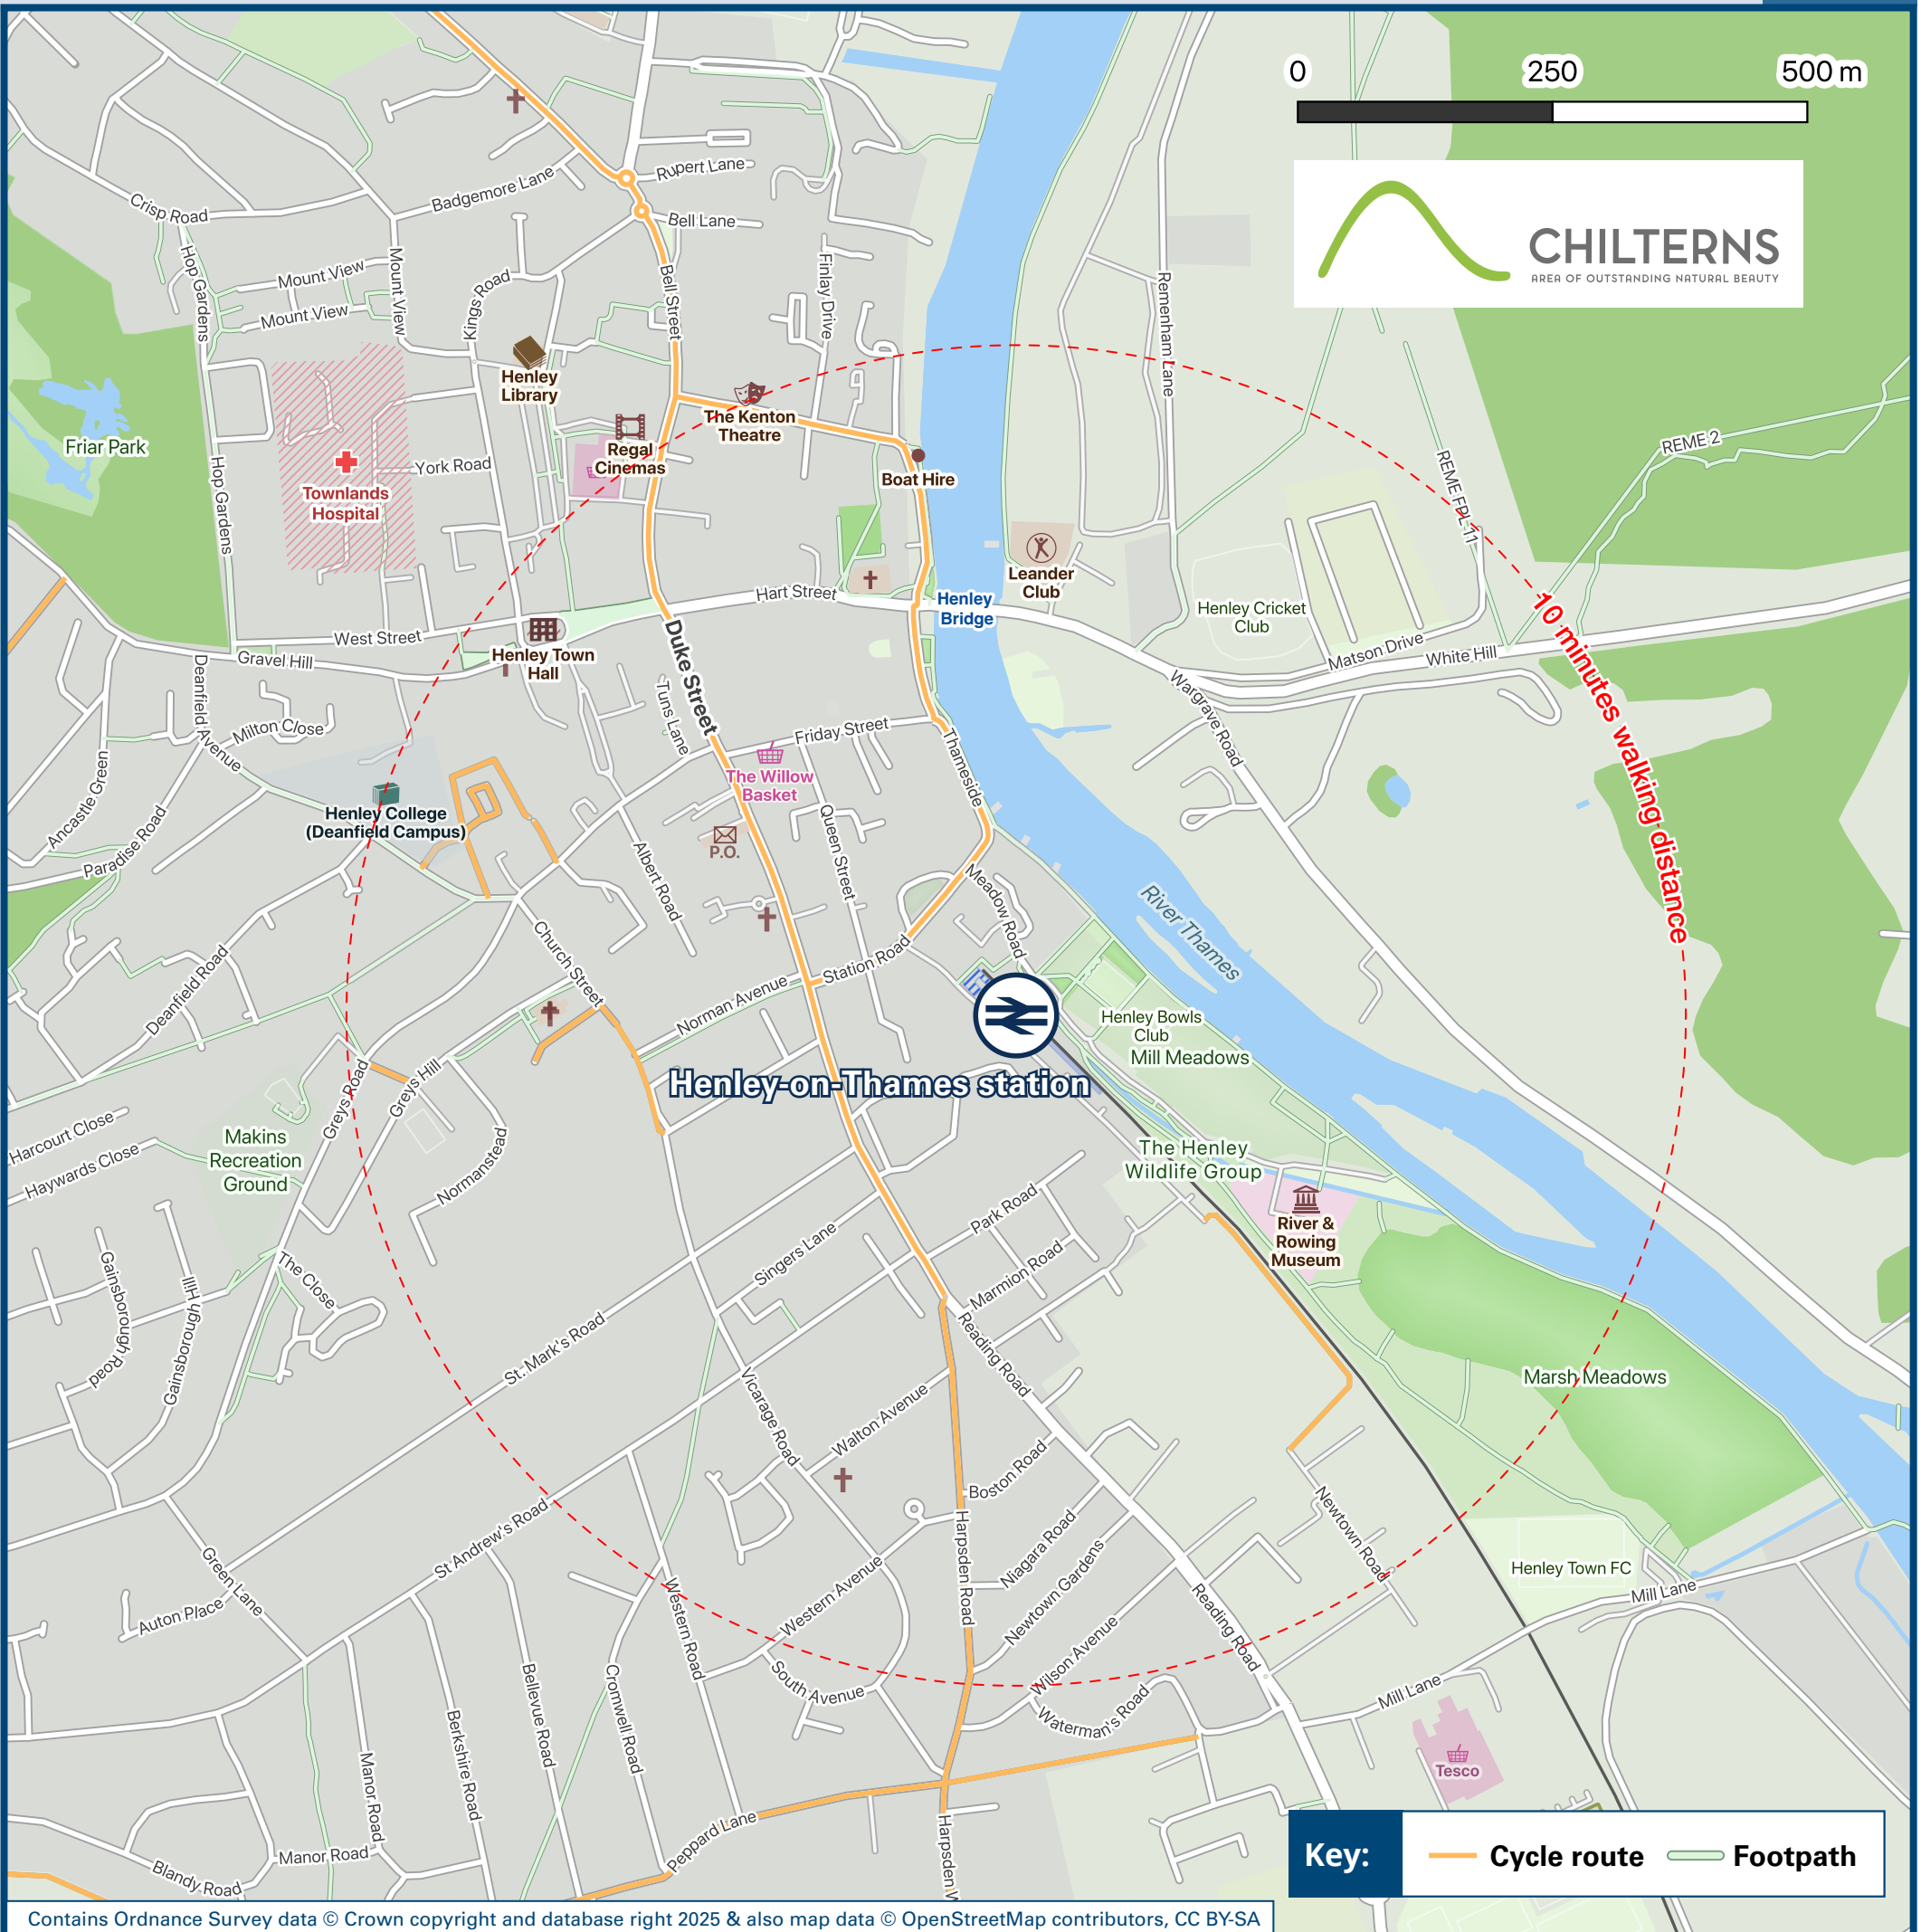 0 250 500 m
CHILTERNS
AREA OF OUTSTANDING NATURAL BEAUTY
Rupert Lane
Badgemore Lane
Crisp Road
Bell Lane
Hop Gardens
Mount View
Mount View
Mount View
Kings Road
Bell Street
Finlay Drive
Remenham Lane
Henley
Library
The Kenton
Theatre
Regal
Cinemas
Friar Park
York Road
Townlands
Hospital
Hop Gardens
Boat Hire
REME 2
REME FPL 11
Leander
Club
Hart Street
Henley
Bridge
Henley Cricket
Club
10 minutes walking distance
West Street
Gravel Hill
Henley Town
Hall
Duke Street
Matson Drive
White Hill
Deanfield Avenue
Milton Close
Tuns Lane
Friday Street
Thameside
Wargrave Road
The Willow
Basket
Ancastle Green
Paradise Road
Henley College
(Deanfield Campus)
P.O.
Queen Street
Albert Road
Meadow Road
River Thames
Church Street
Station Road
Deanfield Road
Norman Avenue
Henley Bowls
Club
Mill Meadows
Henley-on-Thames station
Greys Road
Greys Hill
Harcourt Close
Haywards Close
Makins
Recreation
Ground
Normanstead
The Henley
Wildlife Group
River &
Rowing
Museum
Park Road
Singers Lane
Marmion Road
The Close
Gainsborough Road
Gainsborough Hill
St. Mark's Road
Reading Road
Marsh Meadows
Vicarage Road
Walton Avenue
Boston Road
Harpsden Road
Niagara Road
Newtown Gardens
Newtown Road
St Andrew's Road
Green Lane
Auton Place
Western Avenue
Western Road
Henley Town FC
Mill Lane
Wilson Avenue
Reading Road
South Avenue
Waterman's Road
Mill Lane
Bellevue Road
Cromwell Road
Berkshire Road
Manor Road
Tesco
Peppard Lane
Harpsden W
Manor Road
Blandy Road
Key: Cycle route Footpath
Contains Ordnance Survey data © Crown copyright and database right 2025 & also map data © OpenStreetMap contributors, CC BY-SA